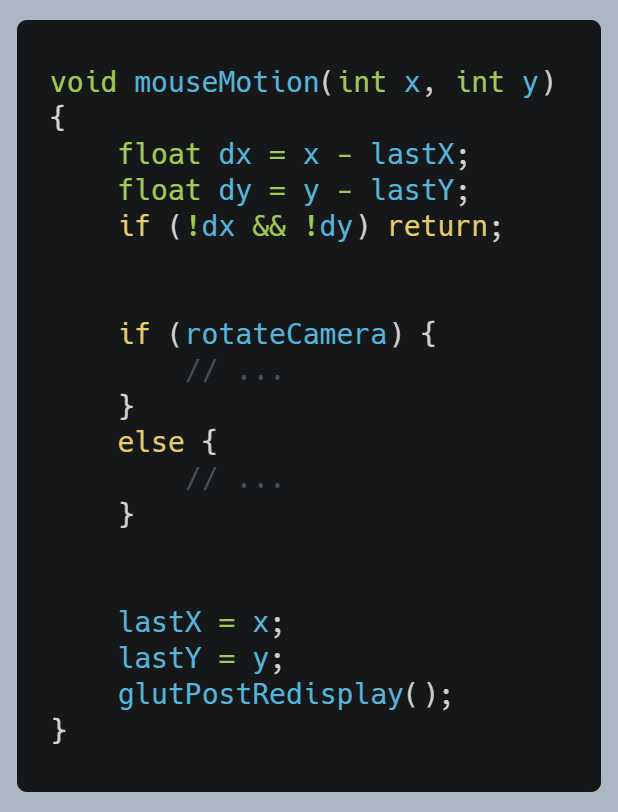 void mouseMotion(int x, int y)
{
    float dx = x - lastX;
    float dy = y - lastY;
    if (!dx && !dy) return;
    if (rotateCamera) {
        // ...
    }
    else {
        // ...
    }
    lastX = x;
    lastY = y;
    glutPostRedisplay();
}